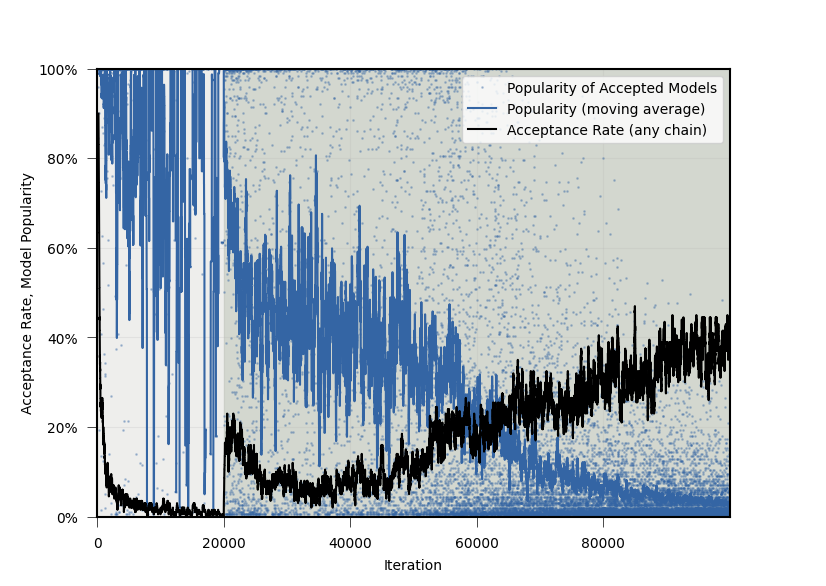 100%
80%
60%
40%
20%
0%
Acceptance Rate, Model Popularity
Popularity of Accepted Models
Popularity (moving average)
Acceptance Rate (any chain)
0
20000
40000
60000
80000
Iteration